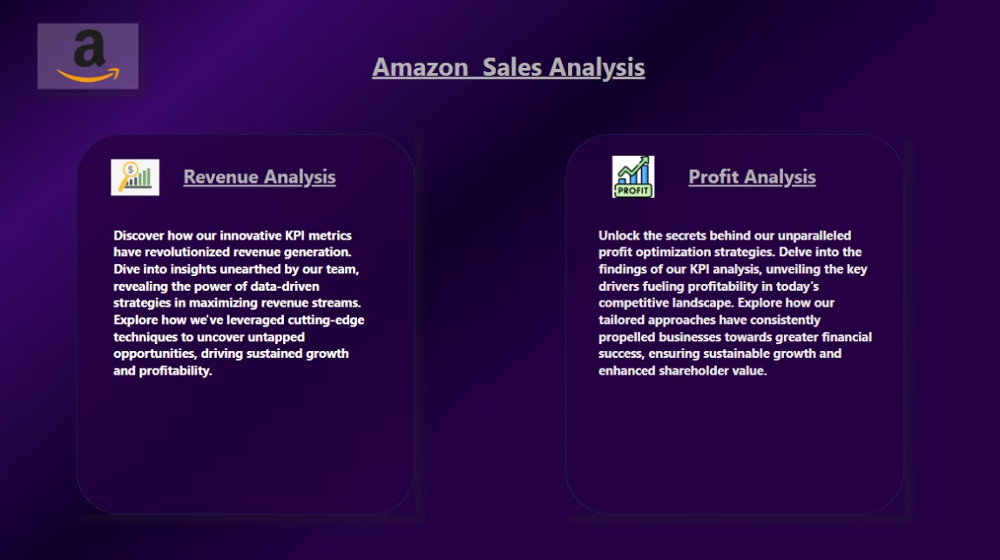 a
Amazon  Sales Analysis
Revenue Analysis
Discover how our innovative KPI metrics
have revolutionized revenue generation.
Dive into insights unearthed by our team,
revealing the power of data-driven
strategies in maximizing revenue streams.
Explore how we've leveraged cutting-edge
techniques to uncover untapped
opportunities, driving sustained growth
and profitability.
PROFIT
Profit Analysis
Unlock the secrets behind our unparalleled
profit optimization strategies. Delve into the
findings of our KPI analysis, unveiling the key
drivers fueling profitability in today's
competitive landscape. Explore how our
tailored approaches have consistently
propelled businesses towards greater financial
success, ensuring sustainable growth and
enhanced shareholder value.